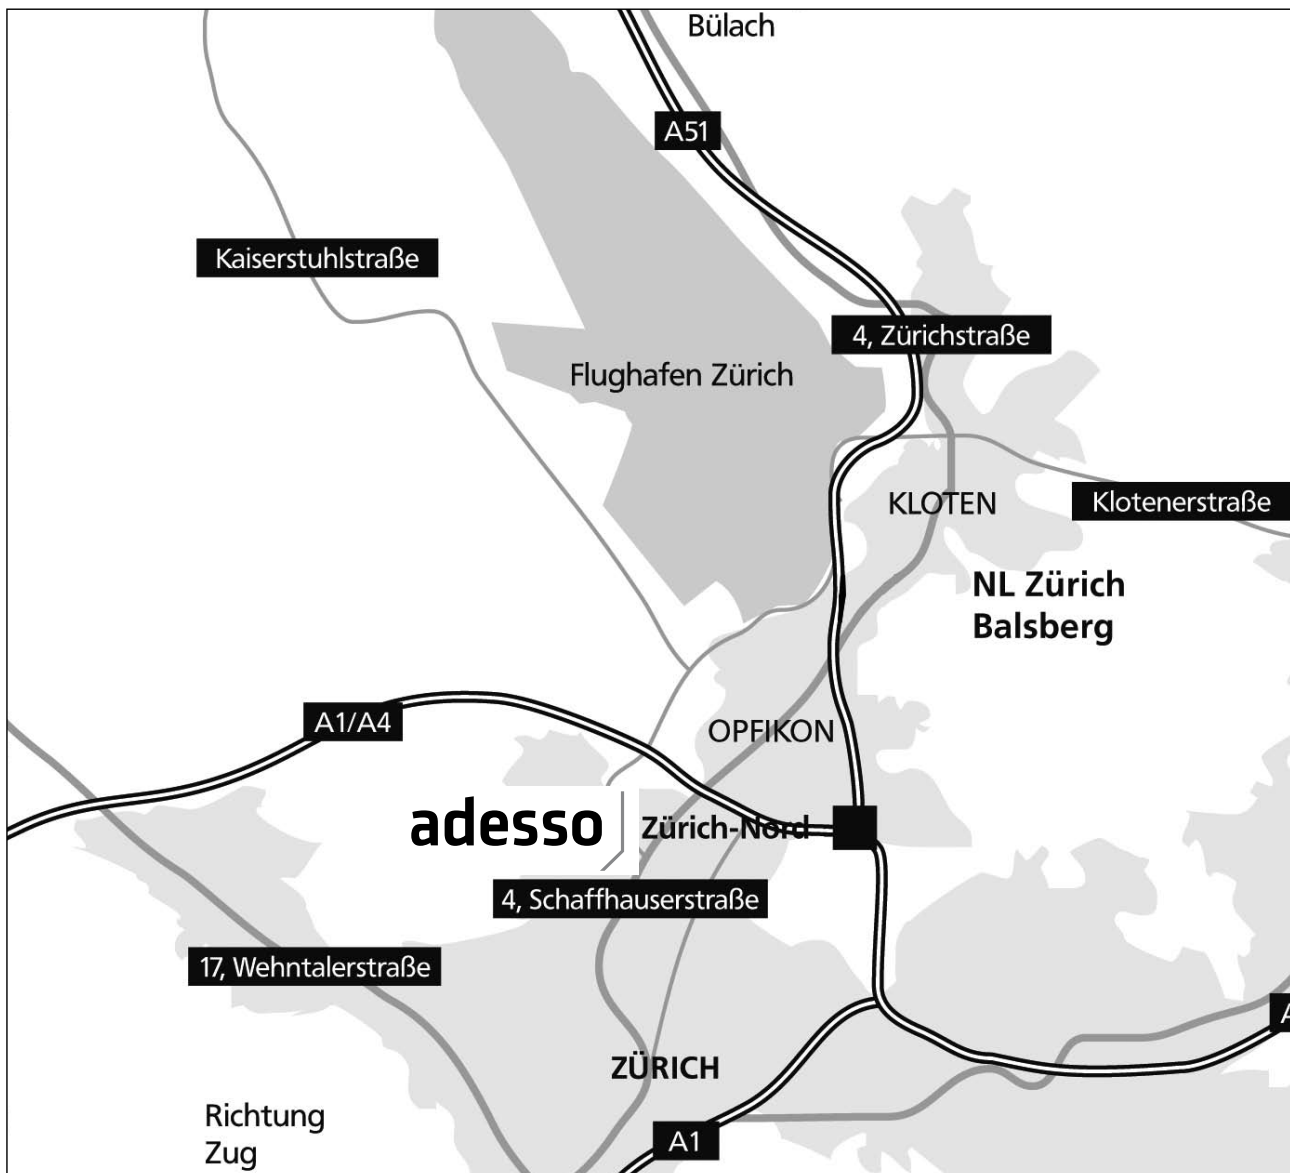 Bülach
A51
Kaiserstuhlstraße
4, Zürichstraße
Flughafen Zürich
KLOTEN
Klotenerstraße
NL Zürich
Balsberg
A1/A4
OPFIKON
adesso
Zürich-Nord
4, Schaffhauserstraße
17, Wehntalerstraße
A
ZÜRICH
Richtung
Zug
A1